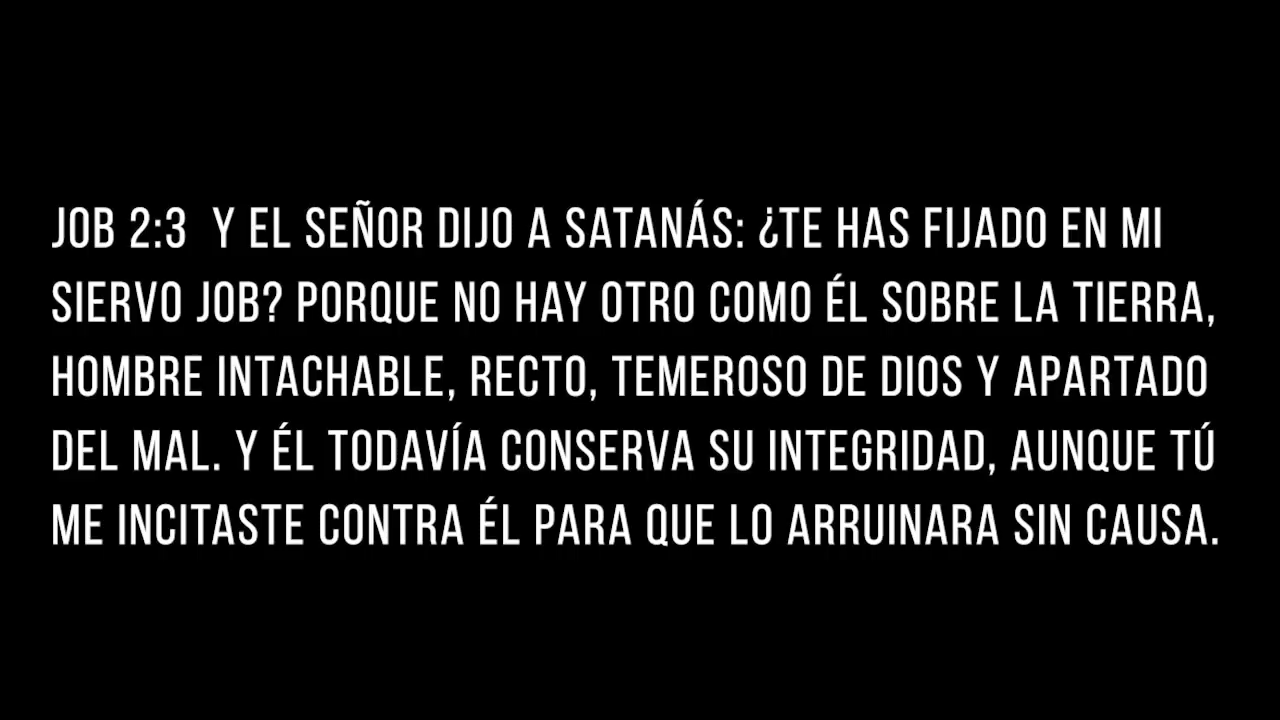 JOB 2:3  Y EL SEÑOR DIJO A SATANÁS: ¿TE HAS FIJADO EN MI
SIERVO JOB? PORQUE NO HAY OTRO COMO ÉL SOBRE LA TIERRA,
HOMBRE INTACHABLE, RECTO, TEMEROSO DE DIOS Y APARTADO
DEL MAL. Y ÉL TODAVÍA CONSERVA SU INTEGRIDAD, AUNQUE TÚ
ME INCITASTE CONTRA ÉL PARA QUE LO ARRUINARA SIN CAUSA.